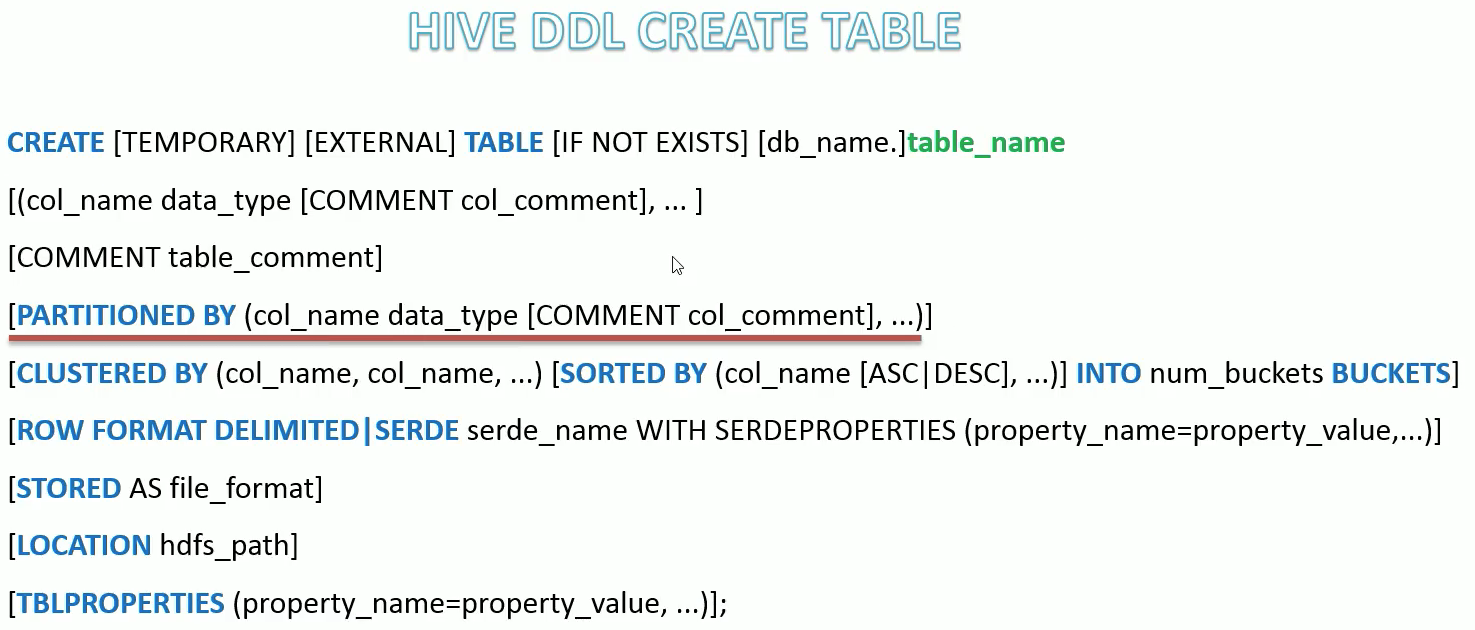 HIVE DDL CREATE TABLE
CREATE [TEMPORARY] [EXTERNAL] TABLE [IF NOT EXISTS] [db_name.]table_name
[(col_name data_type [COMMENT col_comment], ... ]
[COMMENT table_comment]
[PARTITIONED BY (col_name data_type [COMMENT col_comment], ...)]
[CLUSTERED BY (col_name, col_name, ...) [SORTED BY (col_name [ASC|DESC], ...)] INTO num_buckets BUCKETS]
[ROW FORMAT DELIMITED|SERDE serde_name WITH SERDEPROPERTIES (property_name=property_value,...)]
[STORED AS file_format]
[LOCATION hdfs_path]
[TBLPROPERTIES (property_name=property_value, ...)];